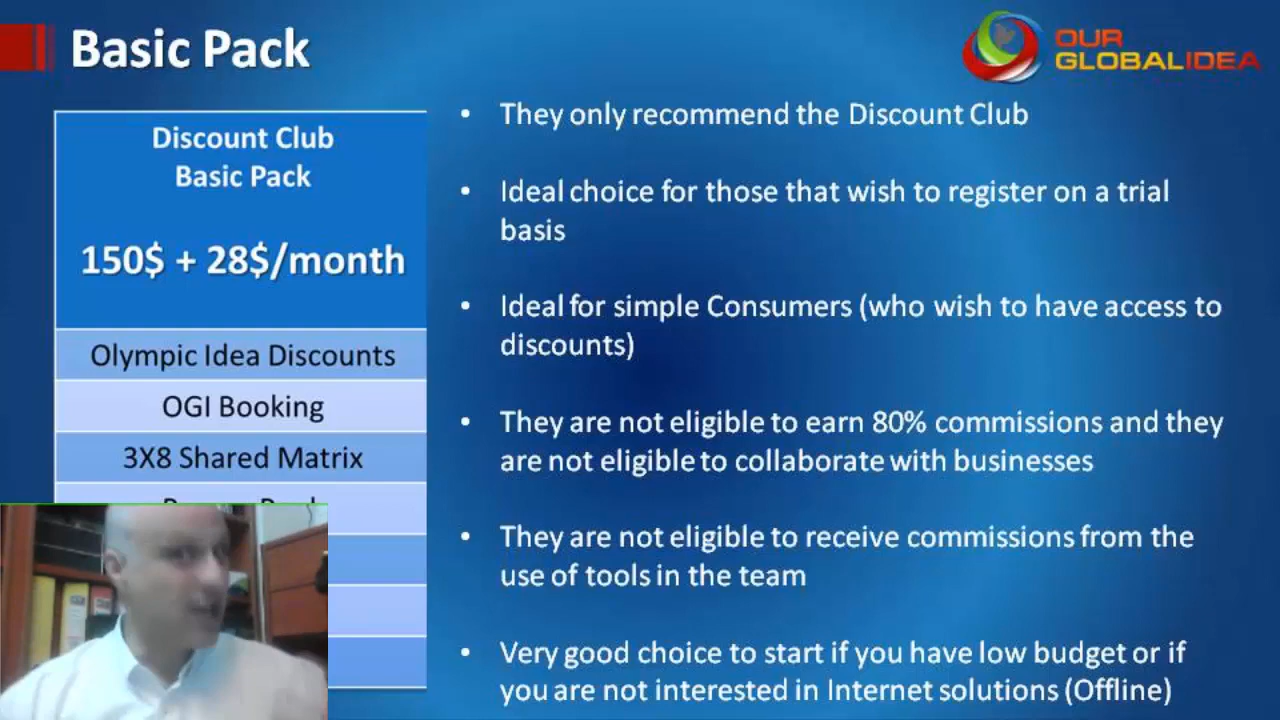 Basic Pack
OUR
GLOBALIDEA
Discount Club
Basic Pack
150$ + 28$/month
Olympic Idea Discounts
OGI Booking
3X8 Shared Matrix
• They only recommend the Discount Club
• Ideal choice for those that wish to register on a trial
basis
• Ideal for simple Consumers (who wish to have access to
discounts)
• They are not eligible to earn 80% commissions and they
are not eligible to collaborate with businesses
• They are not eligible to receive commissions from the
use of tools in the team
• Very good choice to start if you have low budget or if
you are not interested in Internet solutions (Offline)